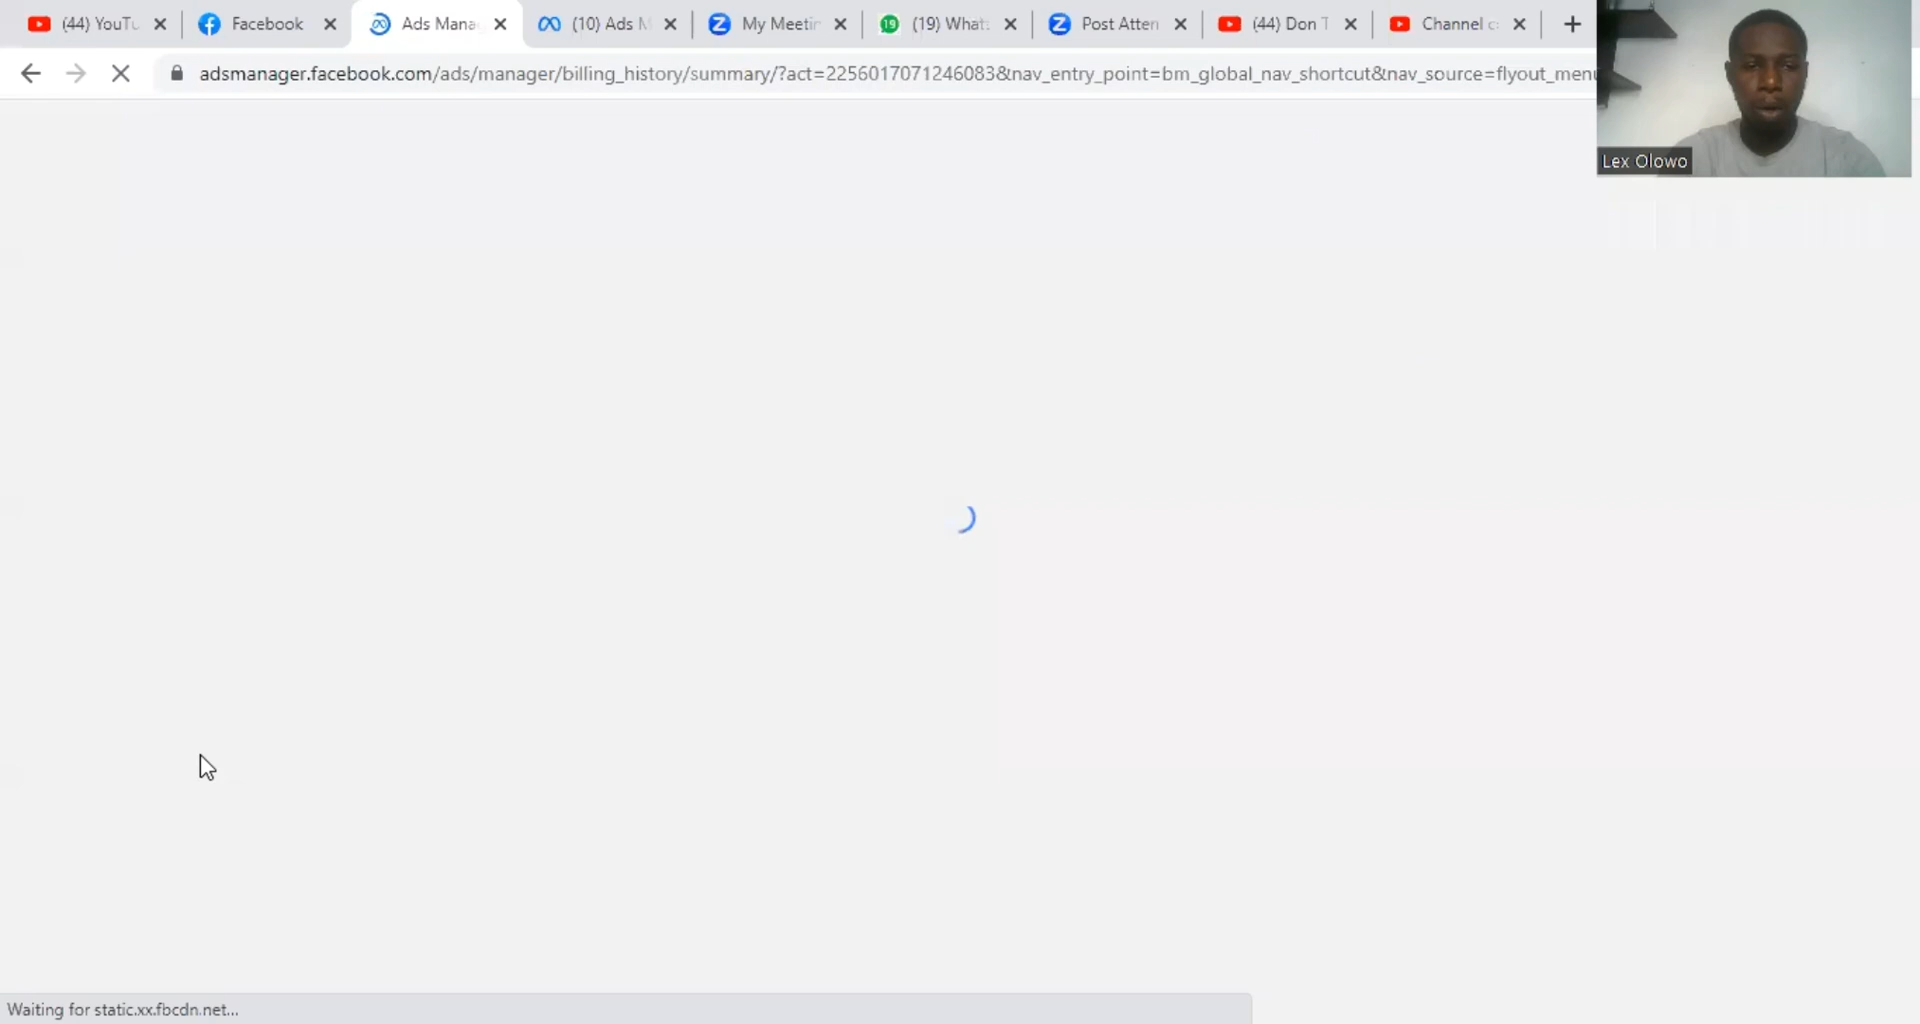 (44) YouTu
Facebook
Ads Mana
(10) Ads M
My Meetin
(19) What
Post Atten
(44) Don T
Channel c
adsmanager.facebook.com/ads/manager/billing_history/summary/?act=2256017071246083&nav_entry_point=bm_global_nav_shortcut&nav_source=flyout_menu
Lex Olowo
Waiting for static.xx.fbcdn.net...